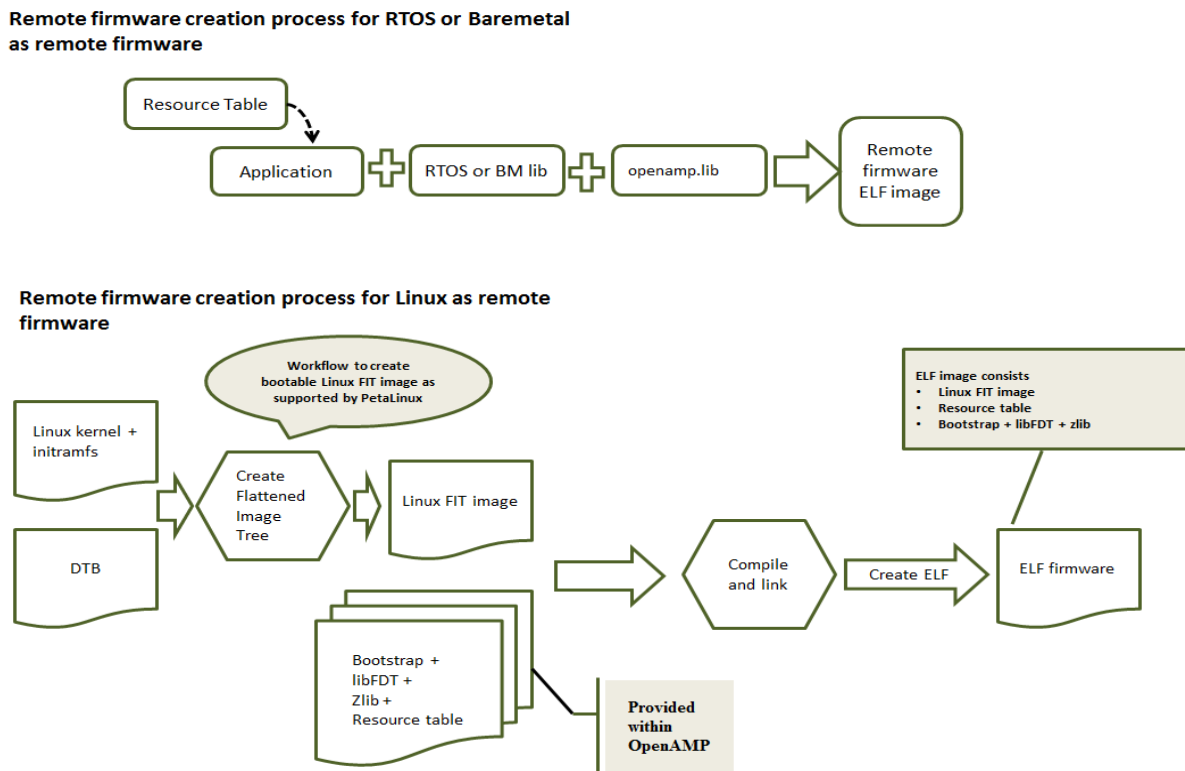 Remote firmware creation process for RTOS or Baremetal
as remote firmware
Resource Table
Application
RTOS or BM lib
openamp.lib
Remote
firmware
ELF image
Remote firmware creation process for Linux as remote
firmware
Workflow to create
bootable Linux FIT image as
supported by PetaLinux
ELF image consists
• Linux FIT image
• Resource table
• Bootstrap + libFDT + zlib
Linux kernel +
initramfs
Create
Flattened
Image
Tree
Linux FIT image
DTB
Compile
and link
Create ELF
ELF firmware
Bootstrap +
libFDT +
Zlib +
Resource table
Provided
within
OpenAMP